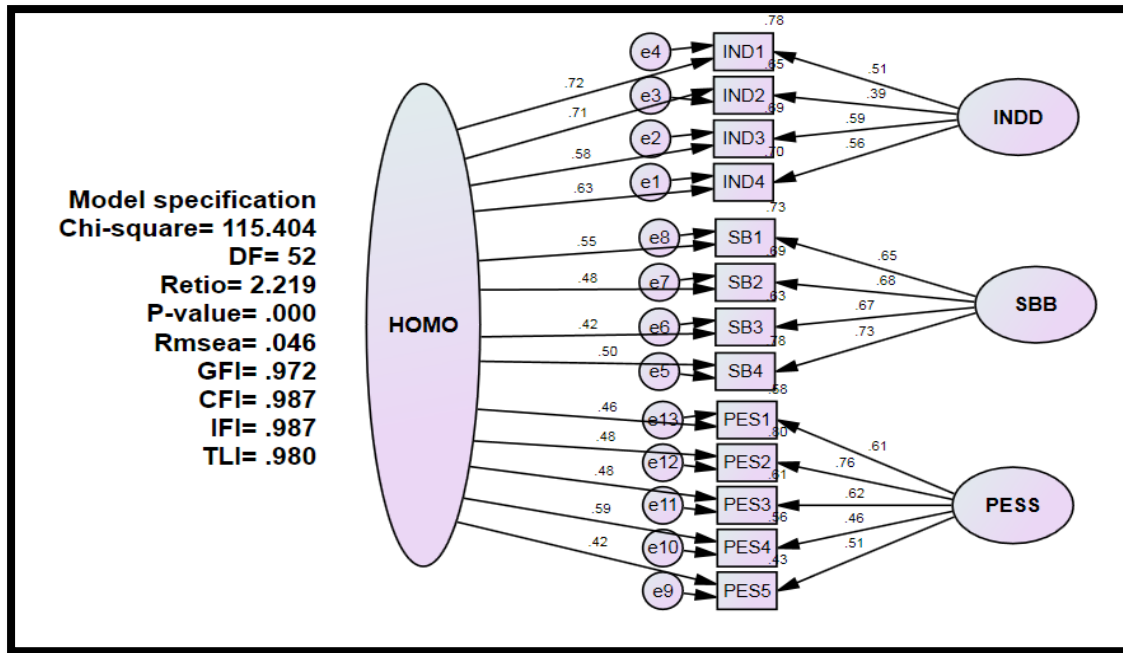 Model specification
Chi-square= 115.404
DF= 52
Retio= 2.219
P-value= .000
Rmsea= .046
GFI= .972
CFI= .987
IFI= .987
TLI= .980
HOMO
.72
.71
.58
.63
.55
.48
.42
.50
.46
.48
.48
.59
.42
.78
e4 IND1
.65
e3 IND2
.69
e2 IND3
.70
e1 IND4
.73
e8 SB1
.69
e7 SB2
.63
e6 SB3
.78
e5 SB4
.58
e13 PES1
.80
e12 PES2
.61
e11 PES3
.56
e10 PES4
.43
e9 PES5
.51
.39
.59
.56
INDD
.65
.68
.67
.73
SBB
.61
.76
.62
.46
.51
PESS